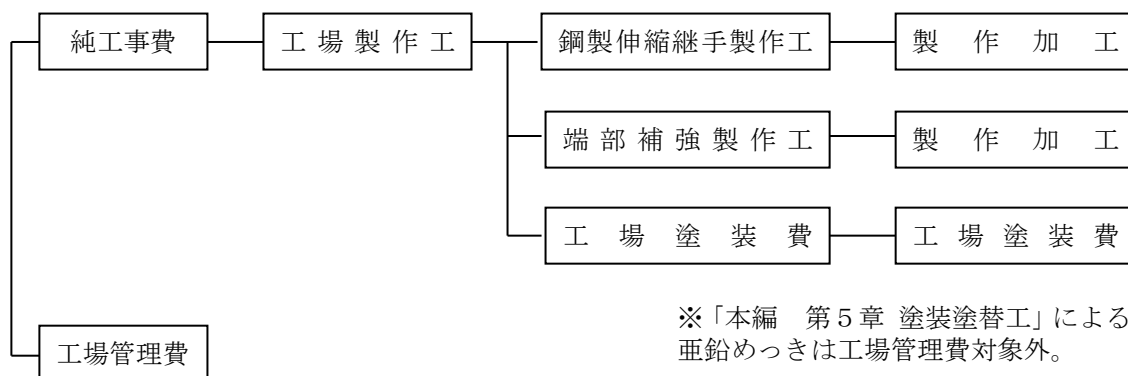 純工事費 工場製作工 鋼製伸縮継手製作工 製作加工
端部補強製作工 製作加工
工場塗装費 工場塗装費
※「本編　第５章 塗装塗替工」による
亜鉛めっきは工場管理費対象外。
工場管理費